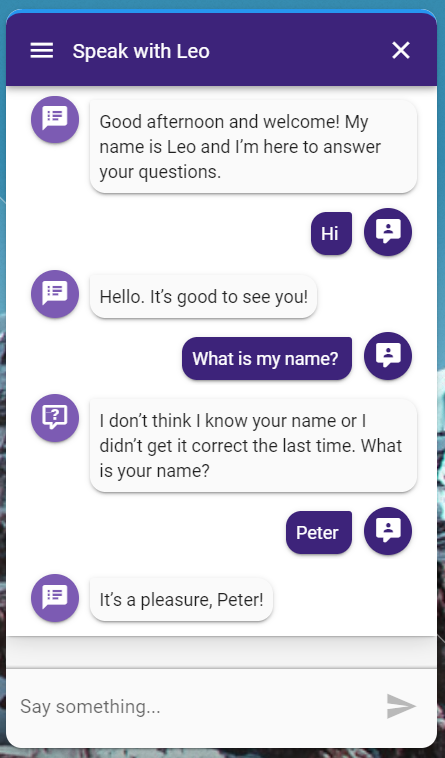 Speak with Leo
Good afternoon and welcome! My
name is Leo and I’m here to answer
your questions.
Hi
Hello. It’s good to see you!
What is my name?
?
I don’t think I know your name or I
didn’t get it correct the last time. What
is your name?
Peter
It’s a pleasure, Peter!
Say something...